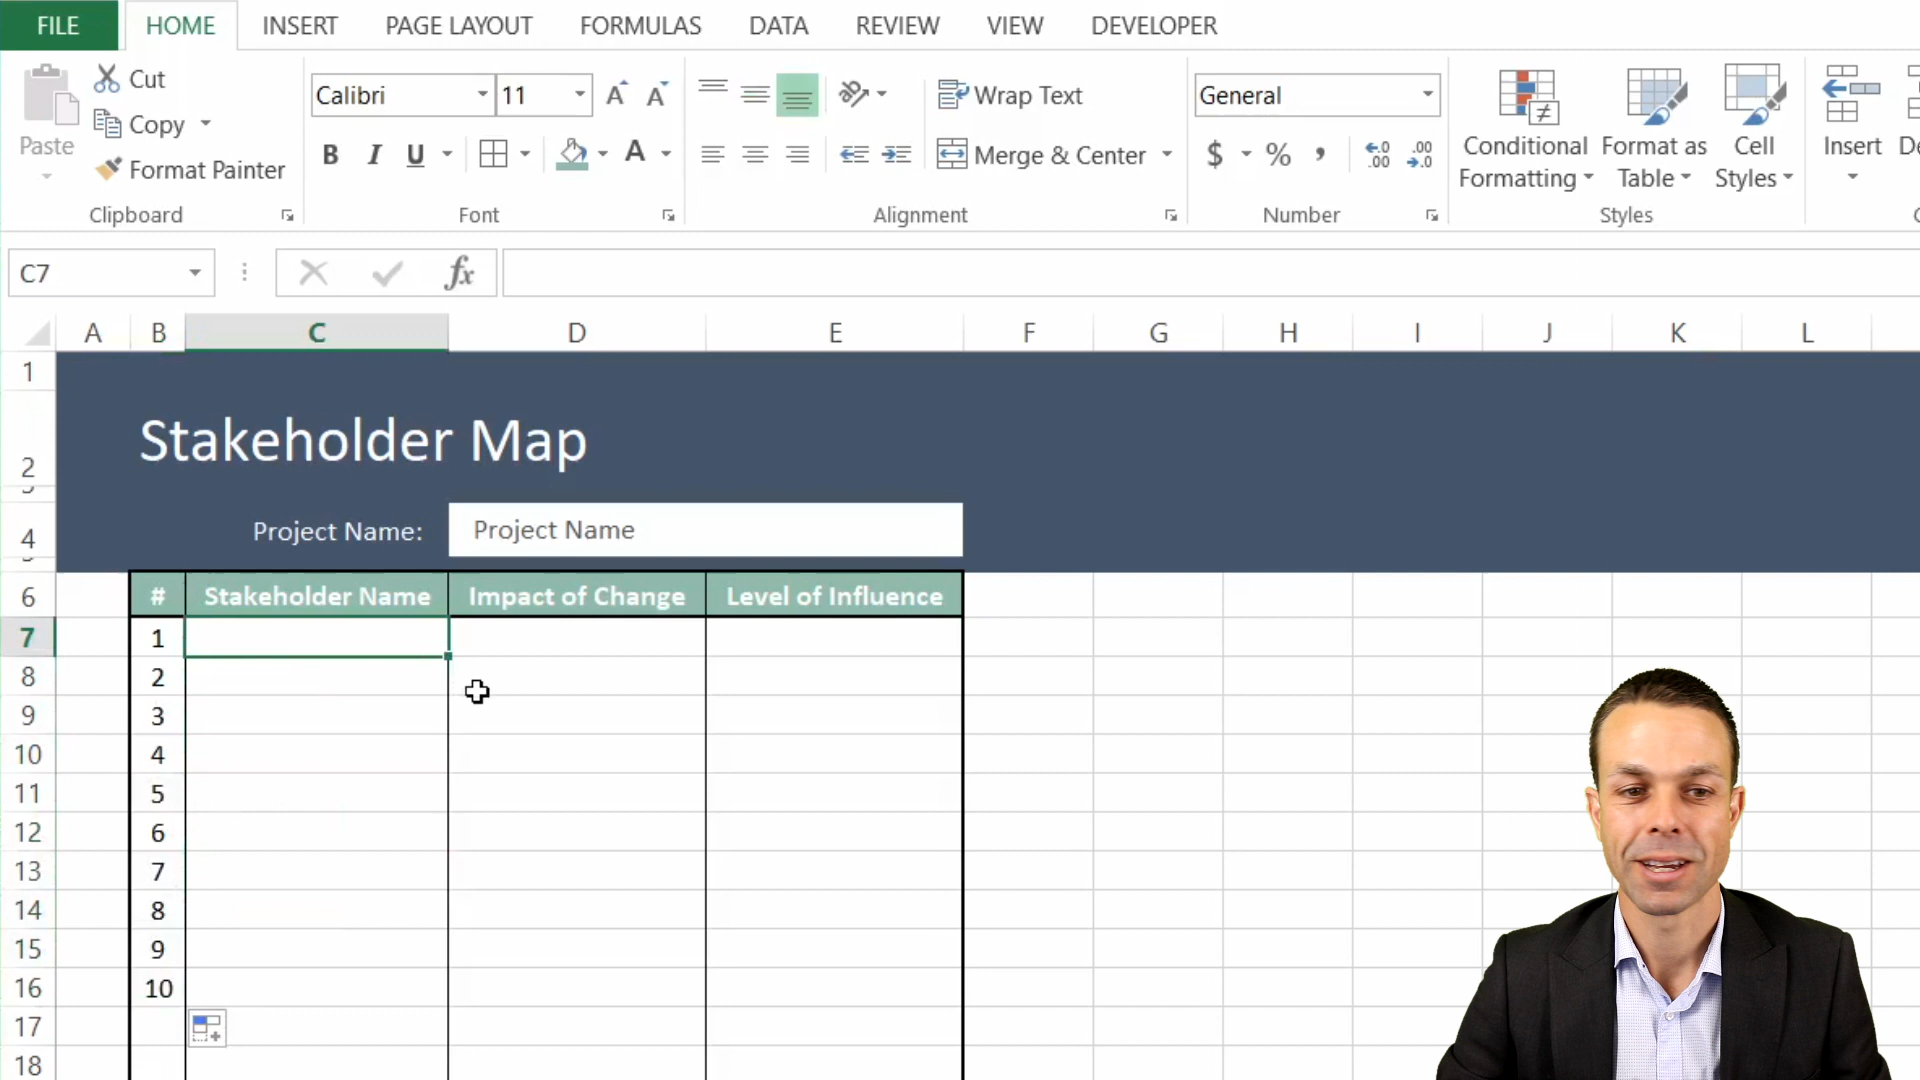 FILE HOME INSERT PAGE LAYOUT FORMULAS DATA REVIEW VIEW DEVELOPER
Paste
Cut
Copy
Format Painter
Clipboard
Calibri 11
B I U
Font
Wrap Text
Merge & Center
Alignment
General
$ % ,
Number
Conditional Formatting
Format as Table
Cell Styles
Styles
Insert
C7
fx
A B C D E F G H I J K L
1
2 Stakeholder Map
4 Project Name: Project Name
6 # Stakeholder Name Impact of Change Level of Influence
7 1
8 2
9 3
10 4
11 5
12 6
13 7
14 8
15 9
16 10
17
18